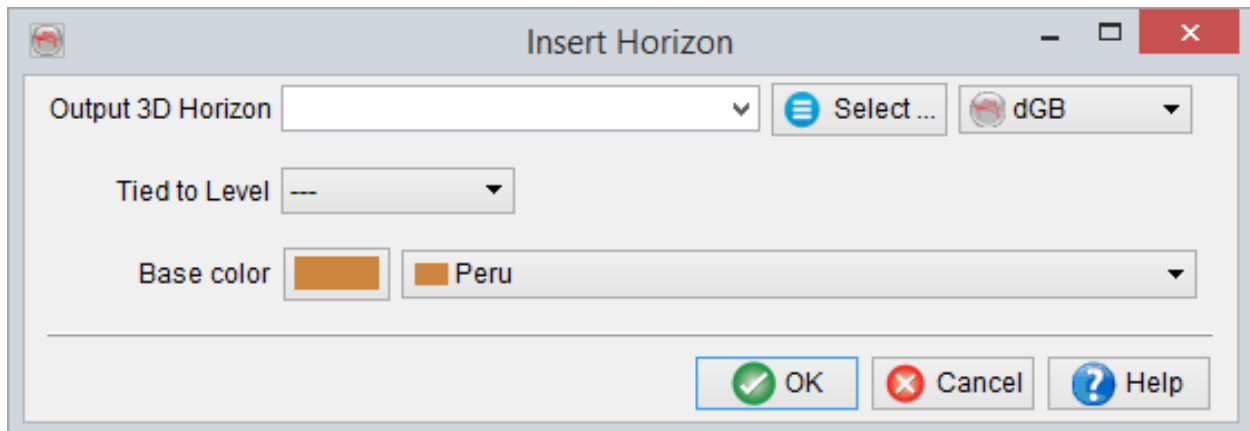 Insert Horizon
Output 3D Horizon Select ... dGB
Tied to Level ---
Base color Peru
OK Cancel Help